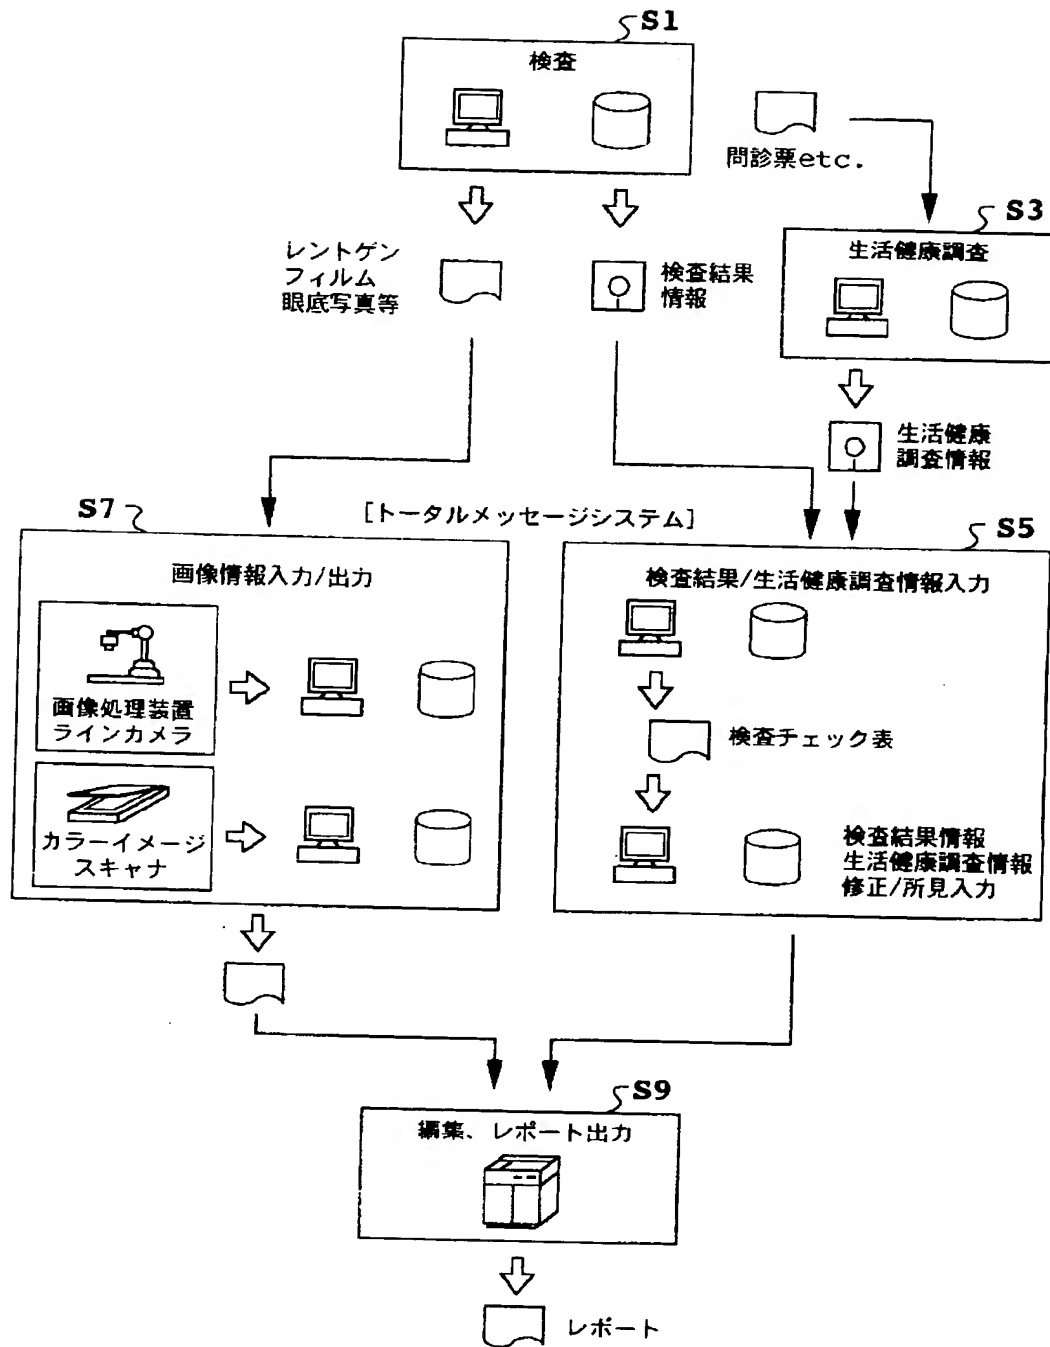 S1
検査
問診票etc.
S3
生活健康調査
レントゲン
フィルム
眼底写真等
検査結果
情報
生活健康
調査情報
[トータルメッセージシステム]
S7
画像情報入力/出力
画像処理装置
ラインカメラ
カラーイメージ
スキャナ
S5
検査結果/生活健康調査情報入力
検査チェック表
検査結果情報
生活健康調査情報
修正/所見入力
S9
編集、レポート出力
レポート